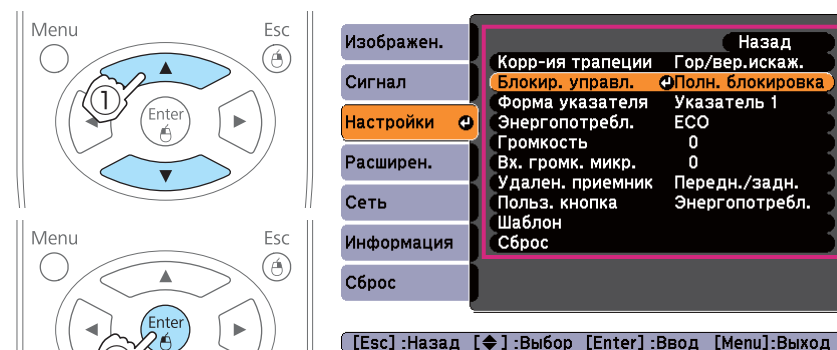 Menu
Esc
1
Enter
Menu
Esc
Enter
Изображен.
Сигнал
Настройки
Расширен.
Сеть
Информация
Сброс
Назад
Корр-ия трапеции Гор/вер.искаж.
Блокир. управл. Полн. блокировка
Форма указателя Указатель 1
Энергопотребл. ECO
Громкость 0
Вх. громк. микр. 0
Удален. приемник Передн./задн.
Польз. кнопка Энергопотребл.
Шаблон
Сброс
[Esc] :Назад [◆] :Выбор [Enter] :Ввод [Menu]:Выход